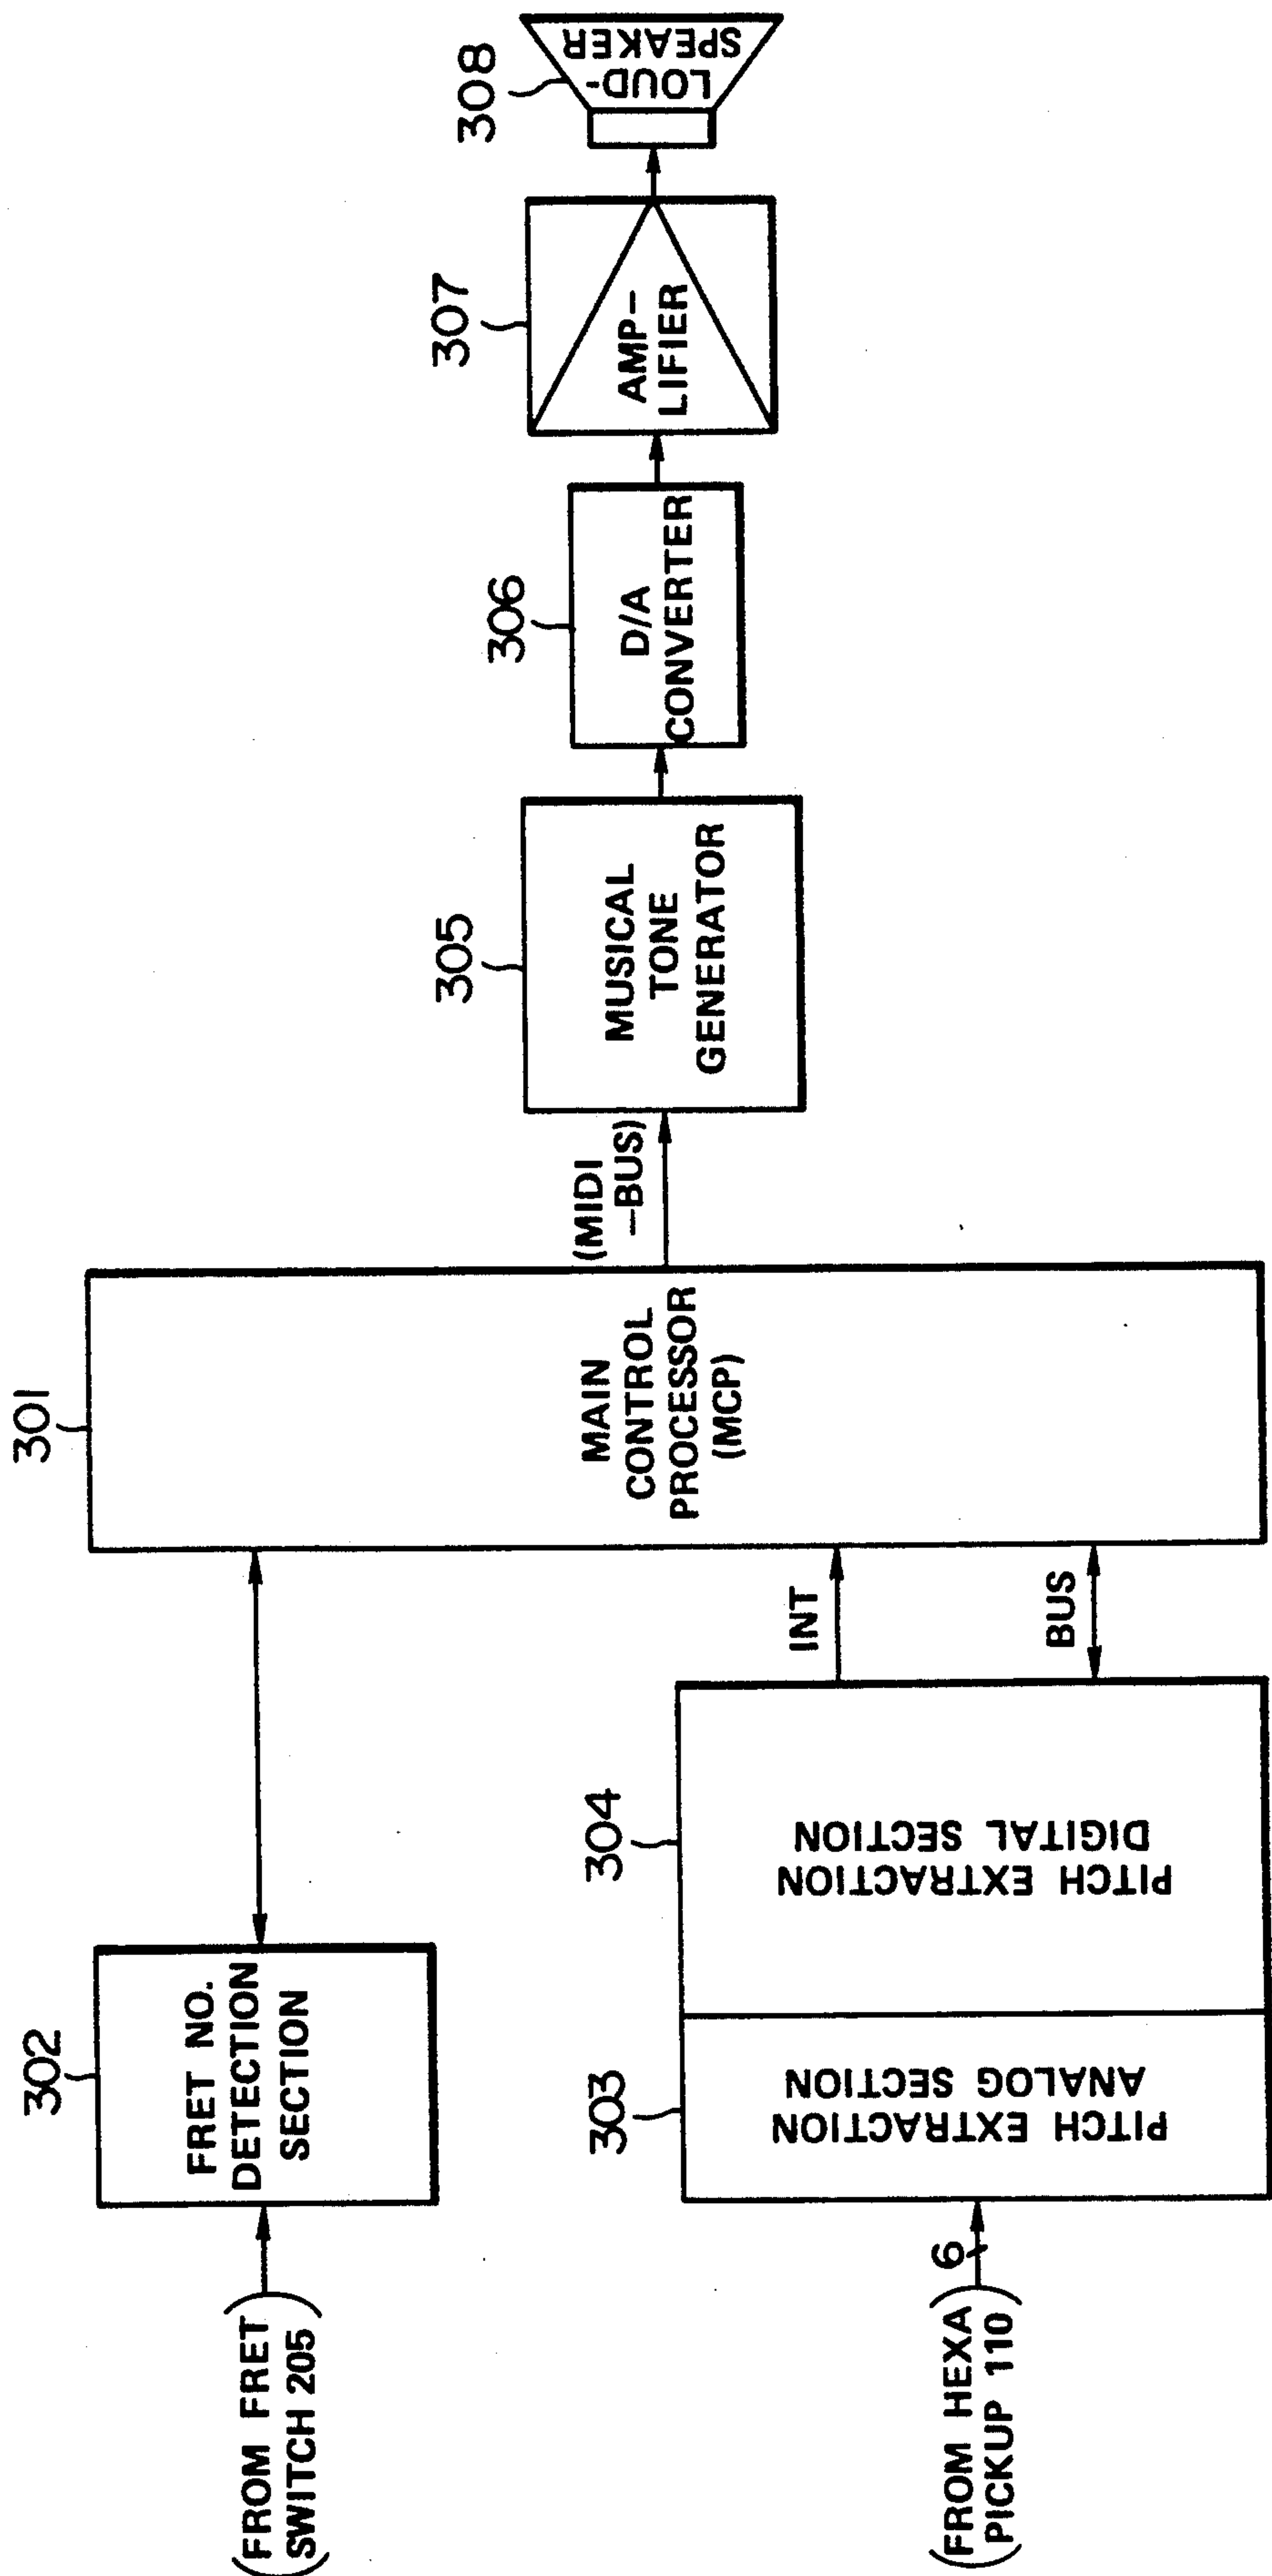 301
302
(FROM FRET
SWITCH 205)
FRET NO.
DETECTION
SECTION
303
304
(FROM HEXA
PICKUP 110)
6
PITCH EXTRACTION
ANALOG SECTION
PITCH EXTRACTION
DIGITAL SECTION
INT
BUS
MAIN
CONTROL
PROCESSOR
(MCP)
(MIDI
-BUS)
305
MUSICAL
TONE
GENERATOR
306
D/A
CONVERTER
307
AMP-
LIFIER
308
LOUD-
SPEAKER